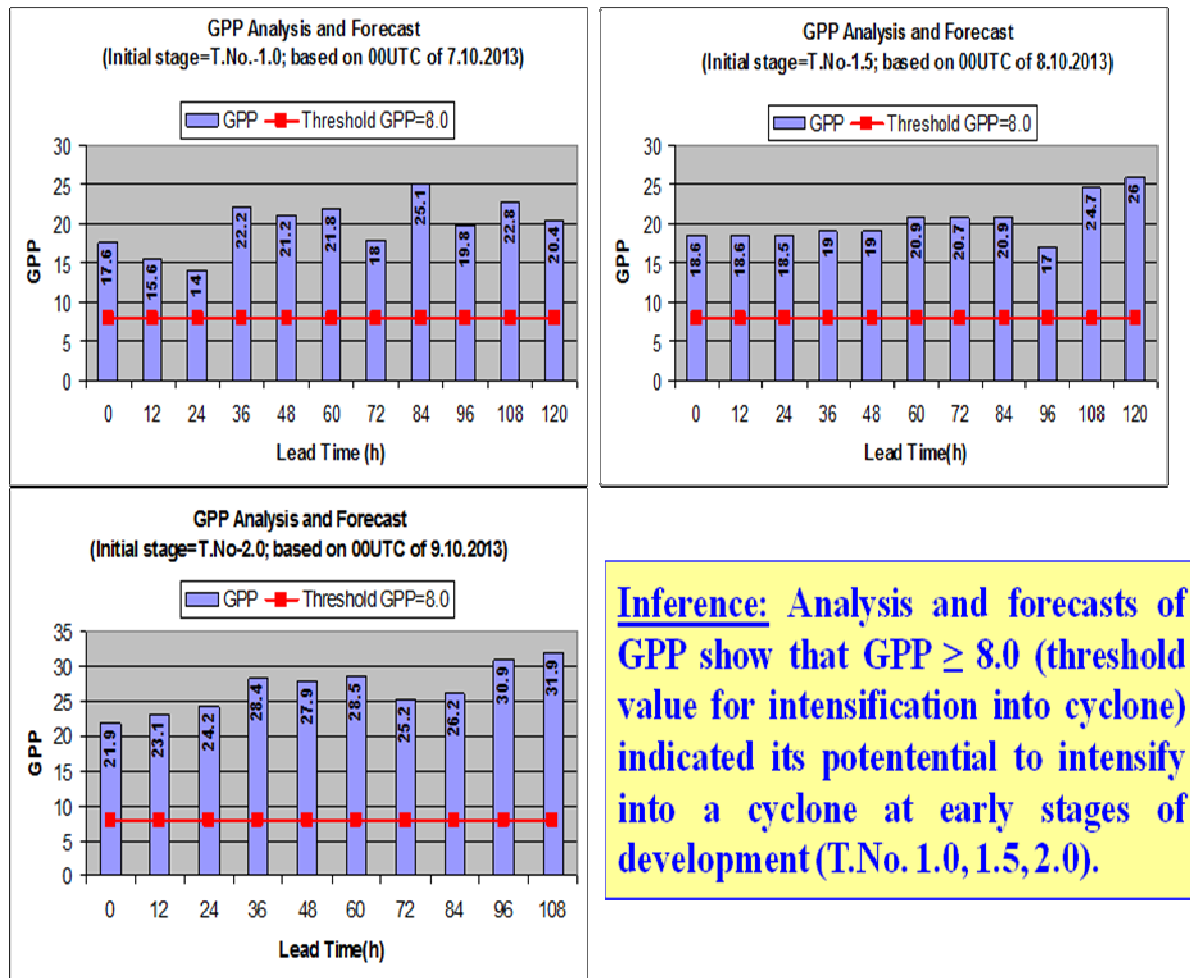 GPP Analysis and Forecast
(Initial stage=T.No.-1.0; based on 00UTC of 7.10.2013)
GPP Threshold GPP=8.0
30
25
20
15
10
5
0
GPP
17.6 15.6 14 22.2 21.2 21.8 18 25.1 19.8 22.8 20.4
0 12 24 36 48 60 72 84 96 108 120
Lead Time (h)
GPP Analysis and Forecast
(Initial stage=T.No-1.5; based on 00UTC of 8.10.2013)
GPP Threshold GPP=8.0
30
25
20
15
10
5
0
GPP
18.6 18.6 18.5 19 19 20.9 20.7 20.9 17 24.7 26
0 12 24 36 48 60 72 84 96 108 120
Lead Time(h)
GPP Analysis and Forecast
(Initial stage=T.No-2.0; based on 00UTC of 9.10.2013)
GPP Threshold GPP=8.0
35
30
25
20
15
10
5
0
GPP
21.9 23.1 24.2 28.4 27.9 28.5 25.2 26.2 30.9 31.9
0 12 24 36 48 60 72 84 96 108
Lead Time(h)
Inference: Analysis and forecasts of
GPP show that GPP ≥ 8.0 (threshold
value for intensification into cyclone)
indicated its potentential to intensify
into a cyclone at early stages of
development (T.No. 1.0, 1.5, 2.0).